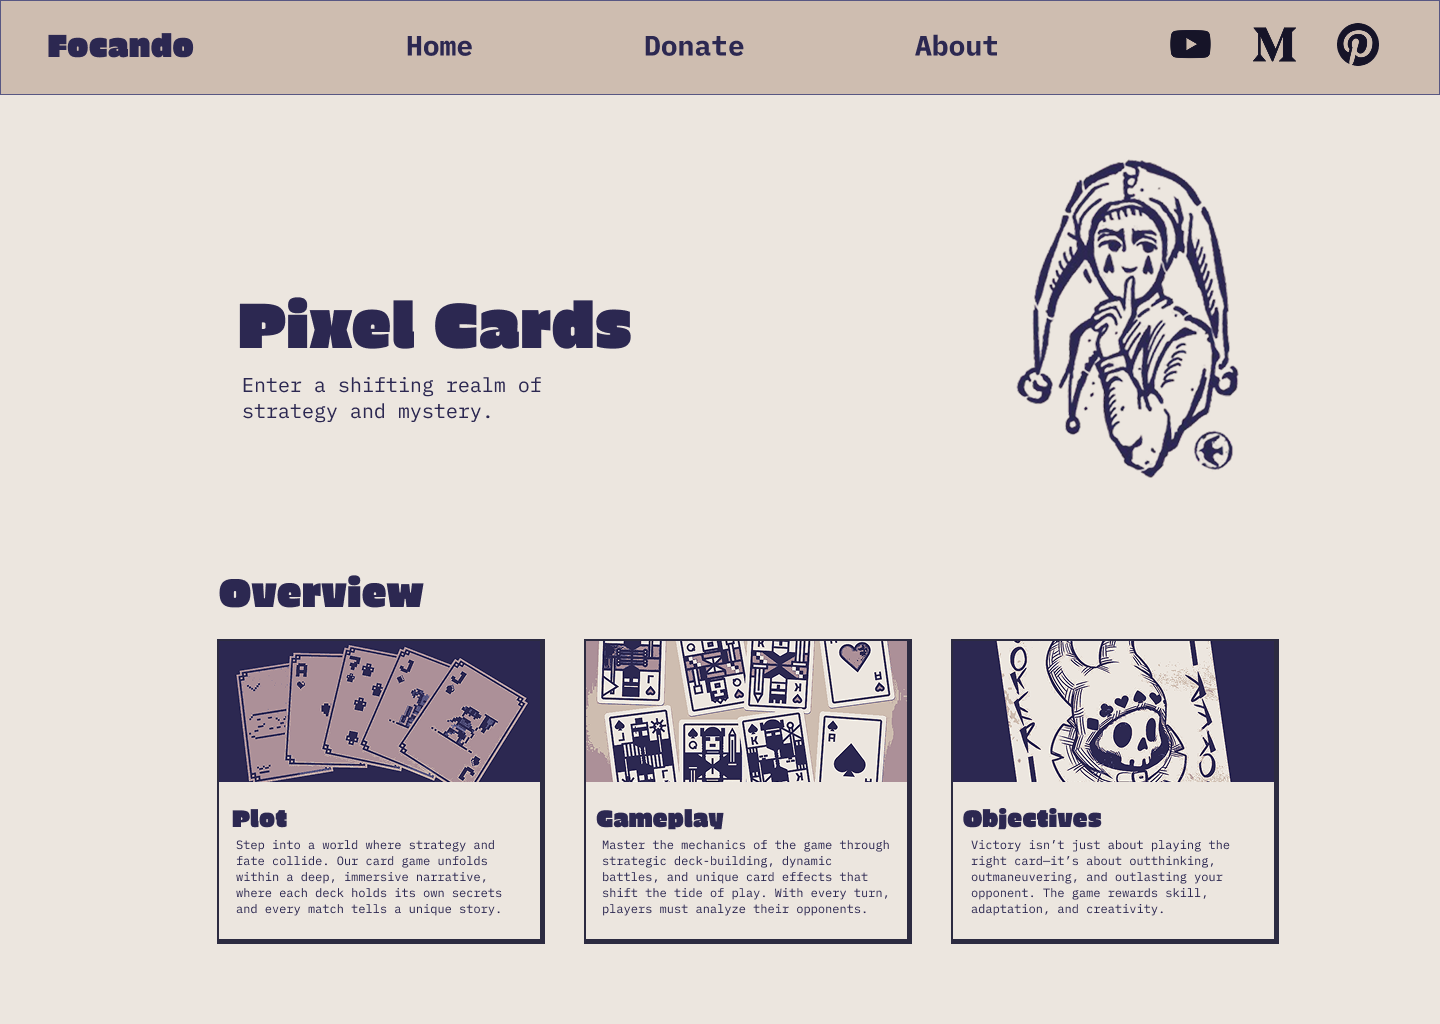 Focando
Home
Donate
About
Pixel Cards
Enter a shifting realm of
strategy and mystery.
Overview
A
7
J
J
J
Q
K
A
J
Q
K
A
JOKER
JOKER
Plot
Step into a world where strategy and
fate collide. Our card game unfolds
within a deep, immersive narrative,
where each deck holds its own secrets
and every match tells a unique story.
Gameplay
Master the mechanics of the game through
strategic deck-building, dynamic
battles, and unique card effects that
shift the tide of play. With every turn,
players must analyze their opponents.
Objectives
Victory isn’t just about playing the
right card—it’s about outthinking,
outmaneuvering, and outlasting your
opponent. The game rewards skill,
adaptation, and creativity.